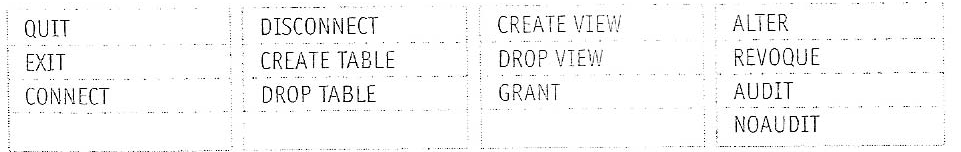 QUIT DISCONNECT CREATE VIEW ALTER
EXIT CREATE TABLE DROP VIEW REVOQUE
CONNECT DROP TABLE GRANT AUDIT
NOAUDIT